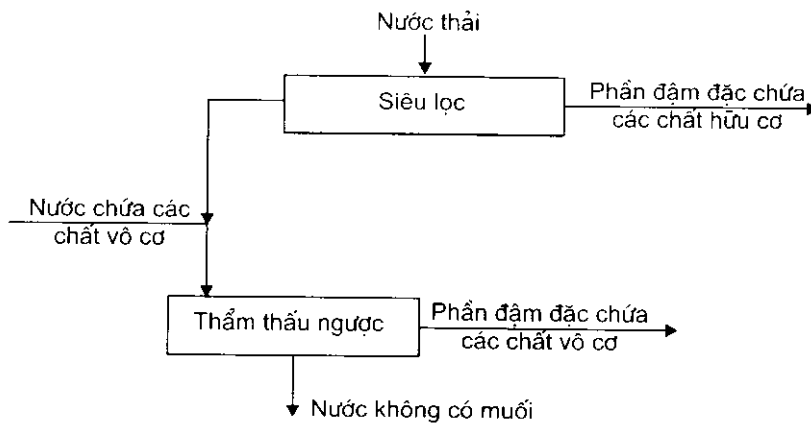 Nước thải
Siêu lọc
Phần đậm đặc chứa
các chất hữu cơ
Nước chứa các
chất vô cơ
Thẩm thấu ngược
Phần đậm đặc chứa
các chất vô cơ
Nước không có muối